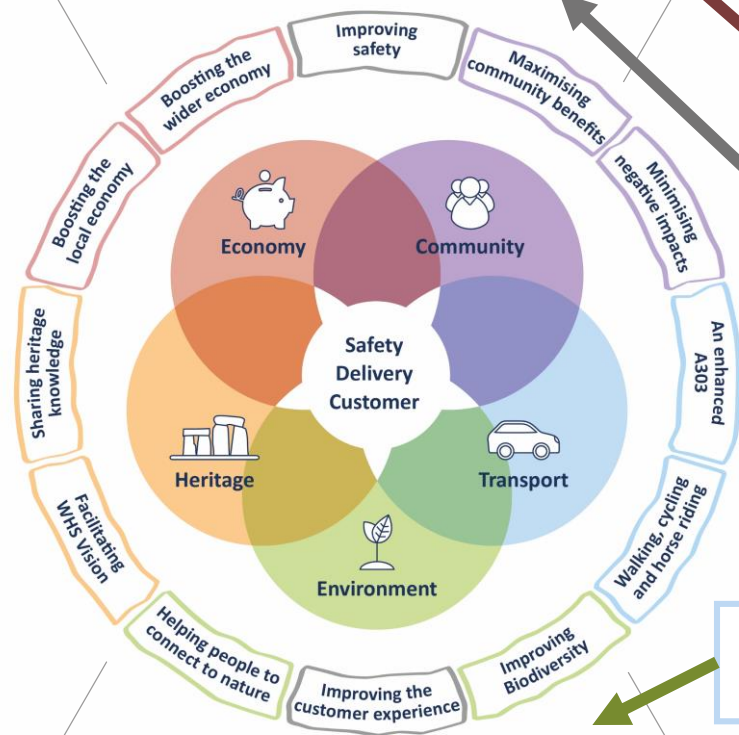 Improving
safety
Maximising
community benefits
Minimising
negative impacts
An enhanced
A303
Walking, cycling
and horse riding
Improving
Biodiversity
Improving the
customer experience
Helping people to
connect to nature
Facilitating
WHS Vision
Sharing heritage
knowledge
Boosting the
local economy
Boosting the
wider economy
Economy
Community
Safety
Delivery
Customer
Heritage
Transport
Environment